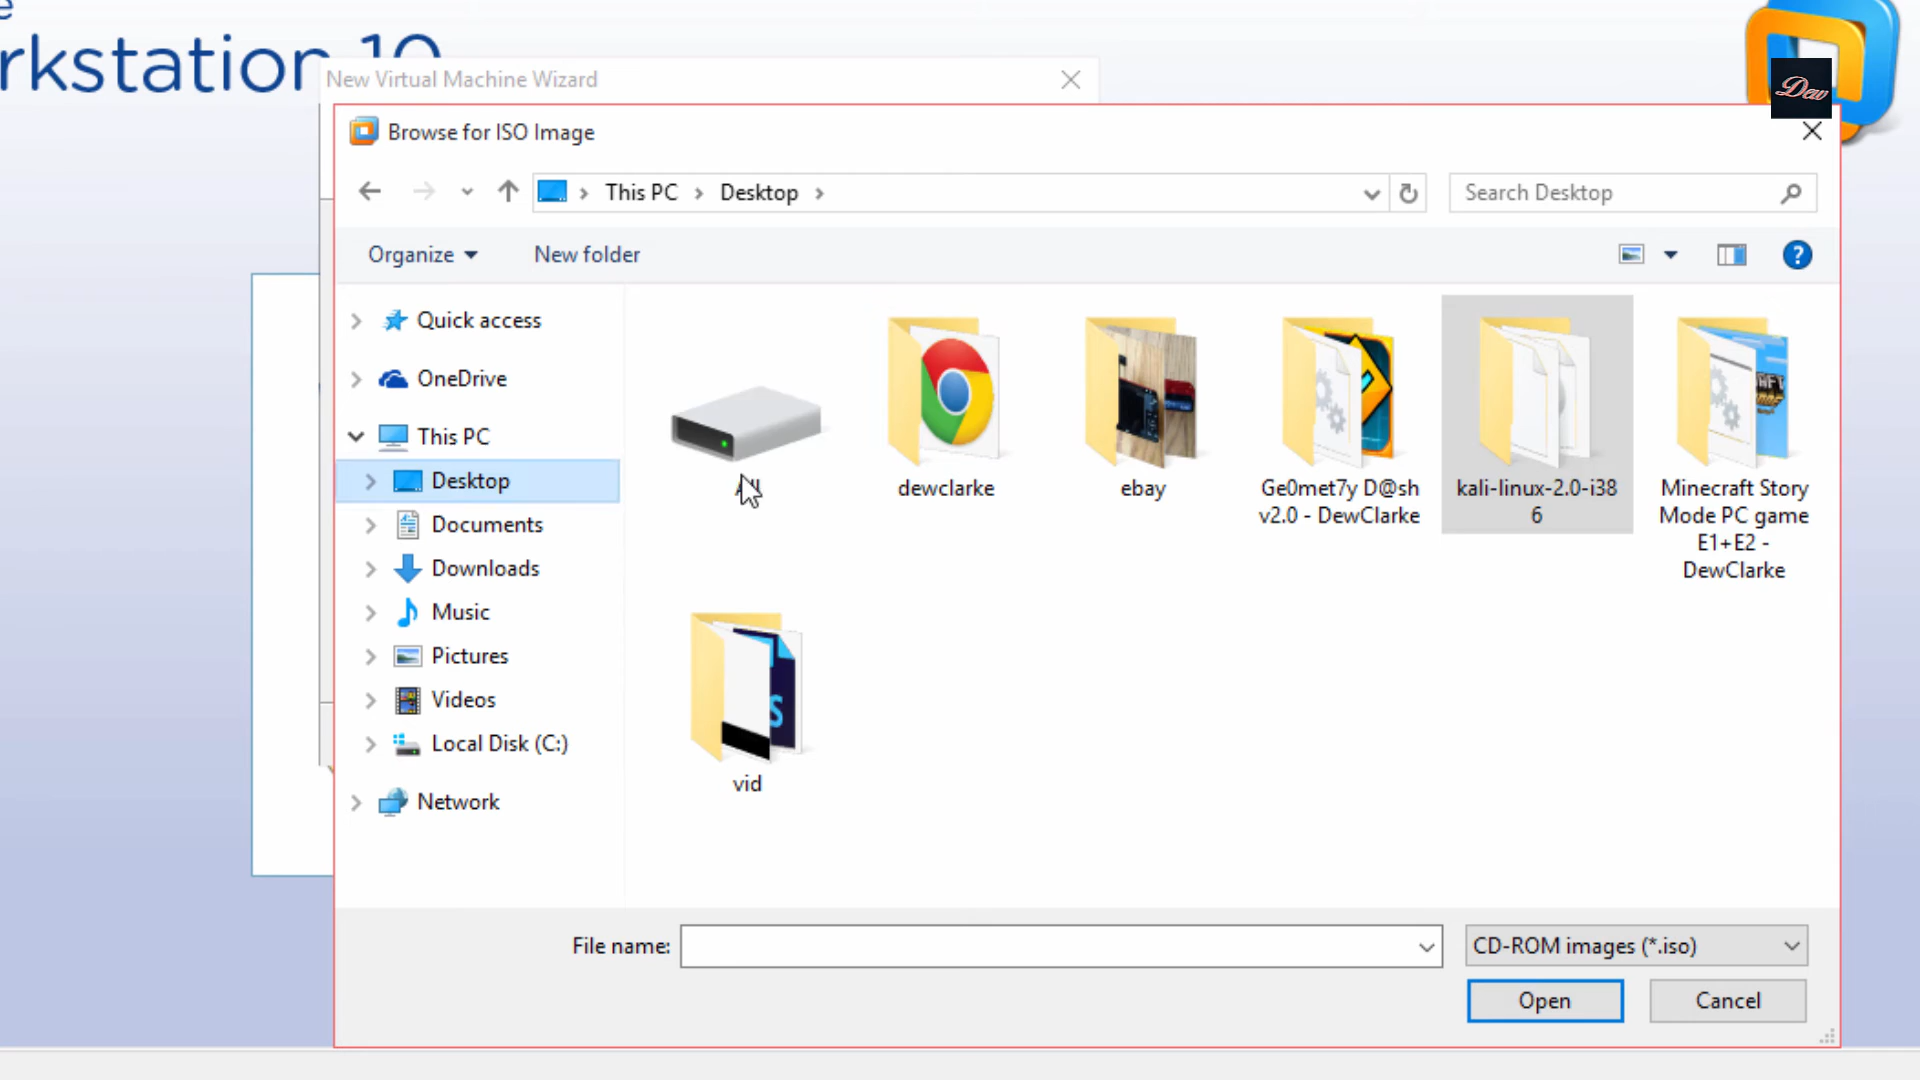 rkstation 10
New Virtual Machine Wizard
Dew
Browse for ISO Image
This PC
Desktop
Search Desktop
Organize
New folder
?
Quick access
OneDrive
This PC
Desktop
Documents
Downloads
Music
Pictures
Videos
Local Disk (C:)
Network
dewclarke
ebay
Ge0met7y D@sh
v2.0 - DewClarke
kali-linux-2.0-i38
6
Minecraft Story
Mode PC game
E1+E2 -
DewClarke
vid
File name:
CD-ROM images (*.iso)
Open
Cancel